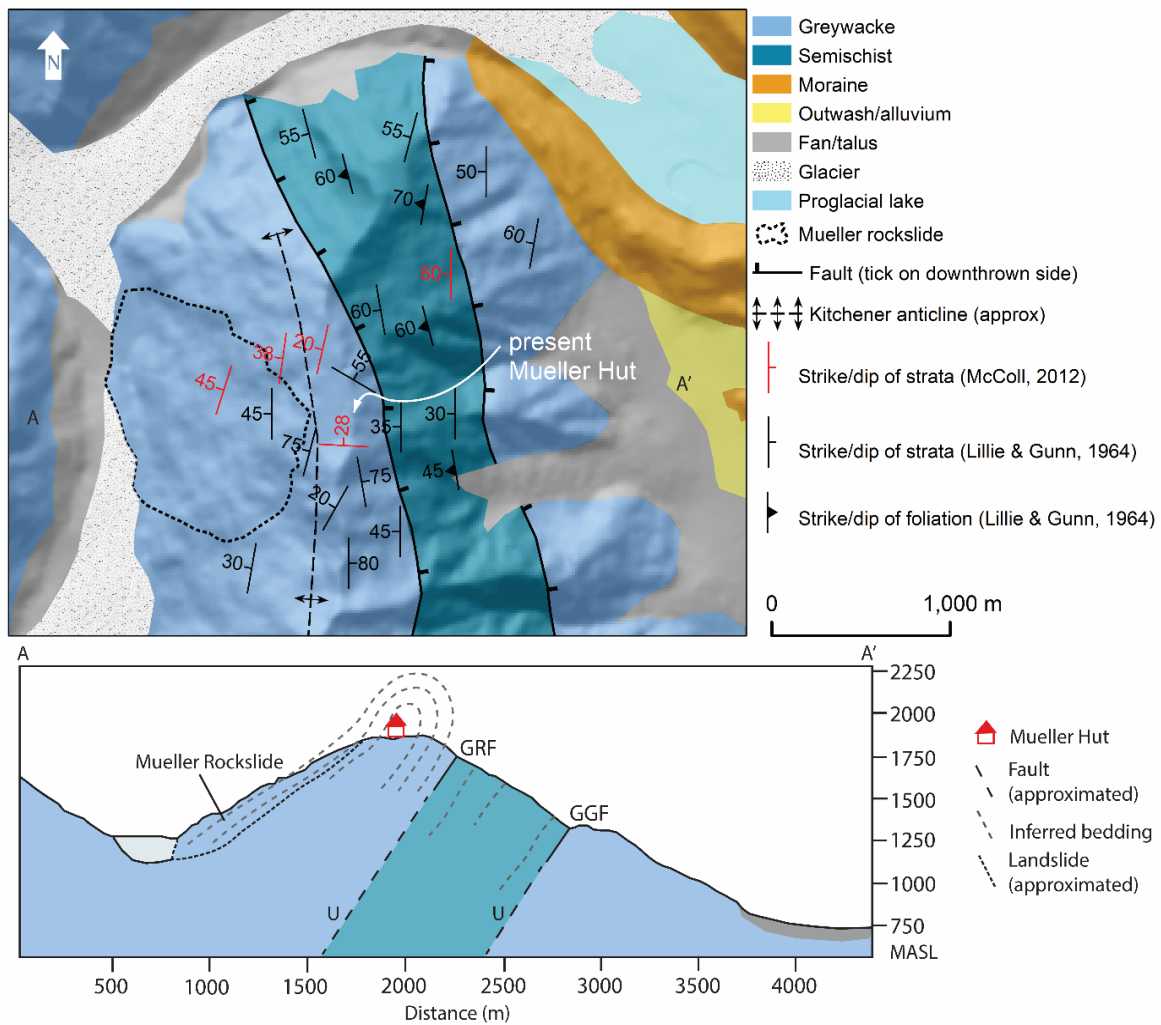 N
Greywacke
Semischist
Moraine
Outwash/alluvium
Fan/talus
Glacier
Proglacial lake
Mueller rockslide
Fault (tick on downthrown side)
Kitchener anticline (approx)
Strike/dip of strata (McColl, 2012)
Strike/dip of strata (Lillie & Gunn, 1964)
Strike/dip of foliation (Lillie & Gunn, 1964)
0 1,000 m
55
55
60
50
70
60
60
60
60
38
20
55
present
Mueller Hut
45
A
A'
45
35
30
28
75
45
75
20
45
30
80
A
A'
2250
2000
1750
1500
1250
1000
750
MASL
Mueller Rockslide
GRF
GGF
U
U
500 1000 1500 2000 2500 3000 3500 4000
Distance (m)
Mueller Hut
Fault
(approximated)
Inferred bedding
Landslide
(approximated)